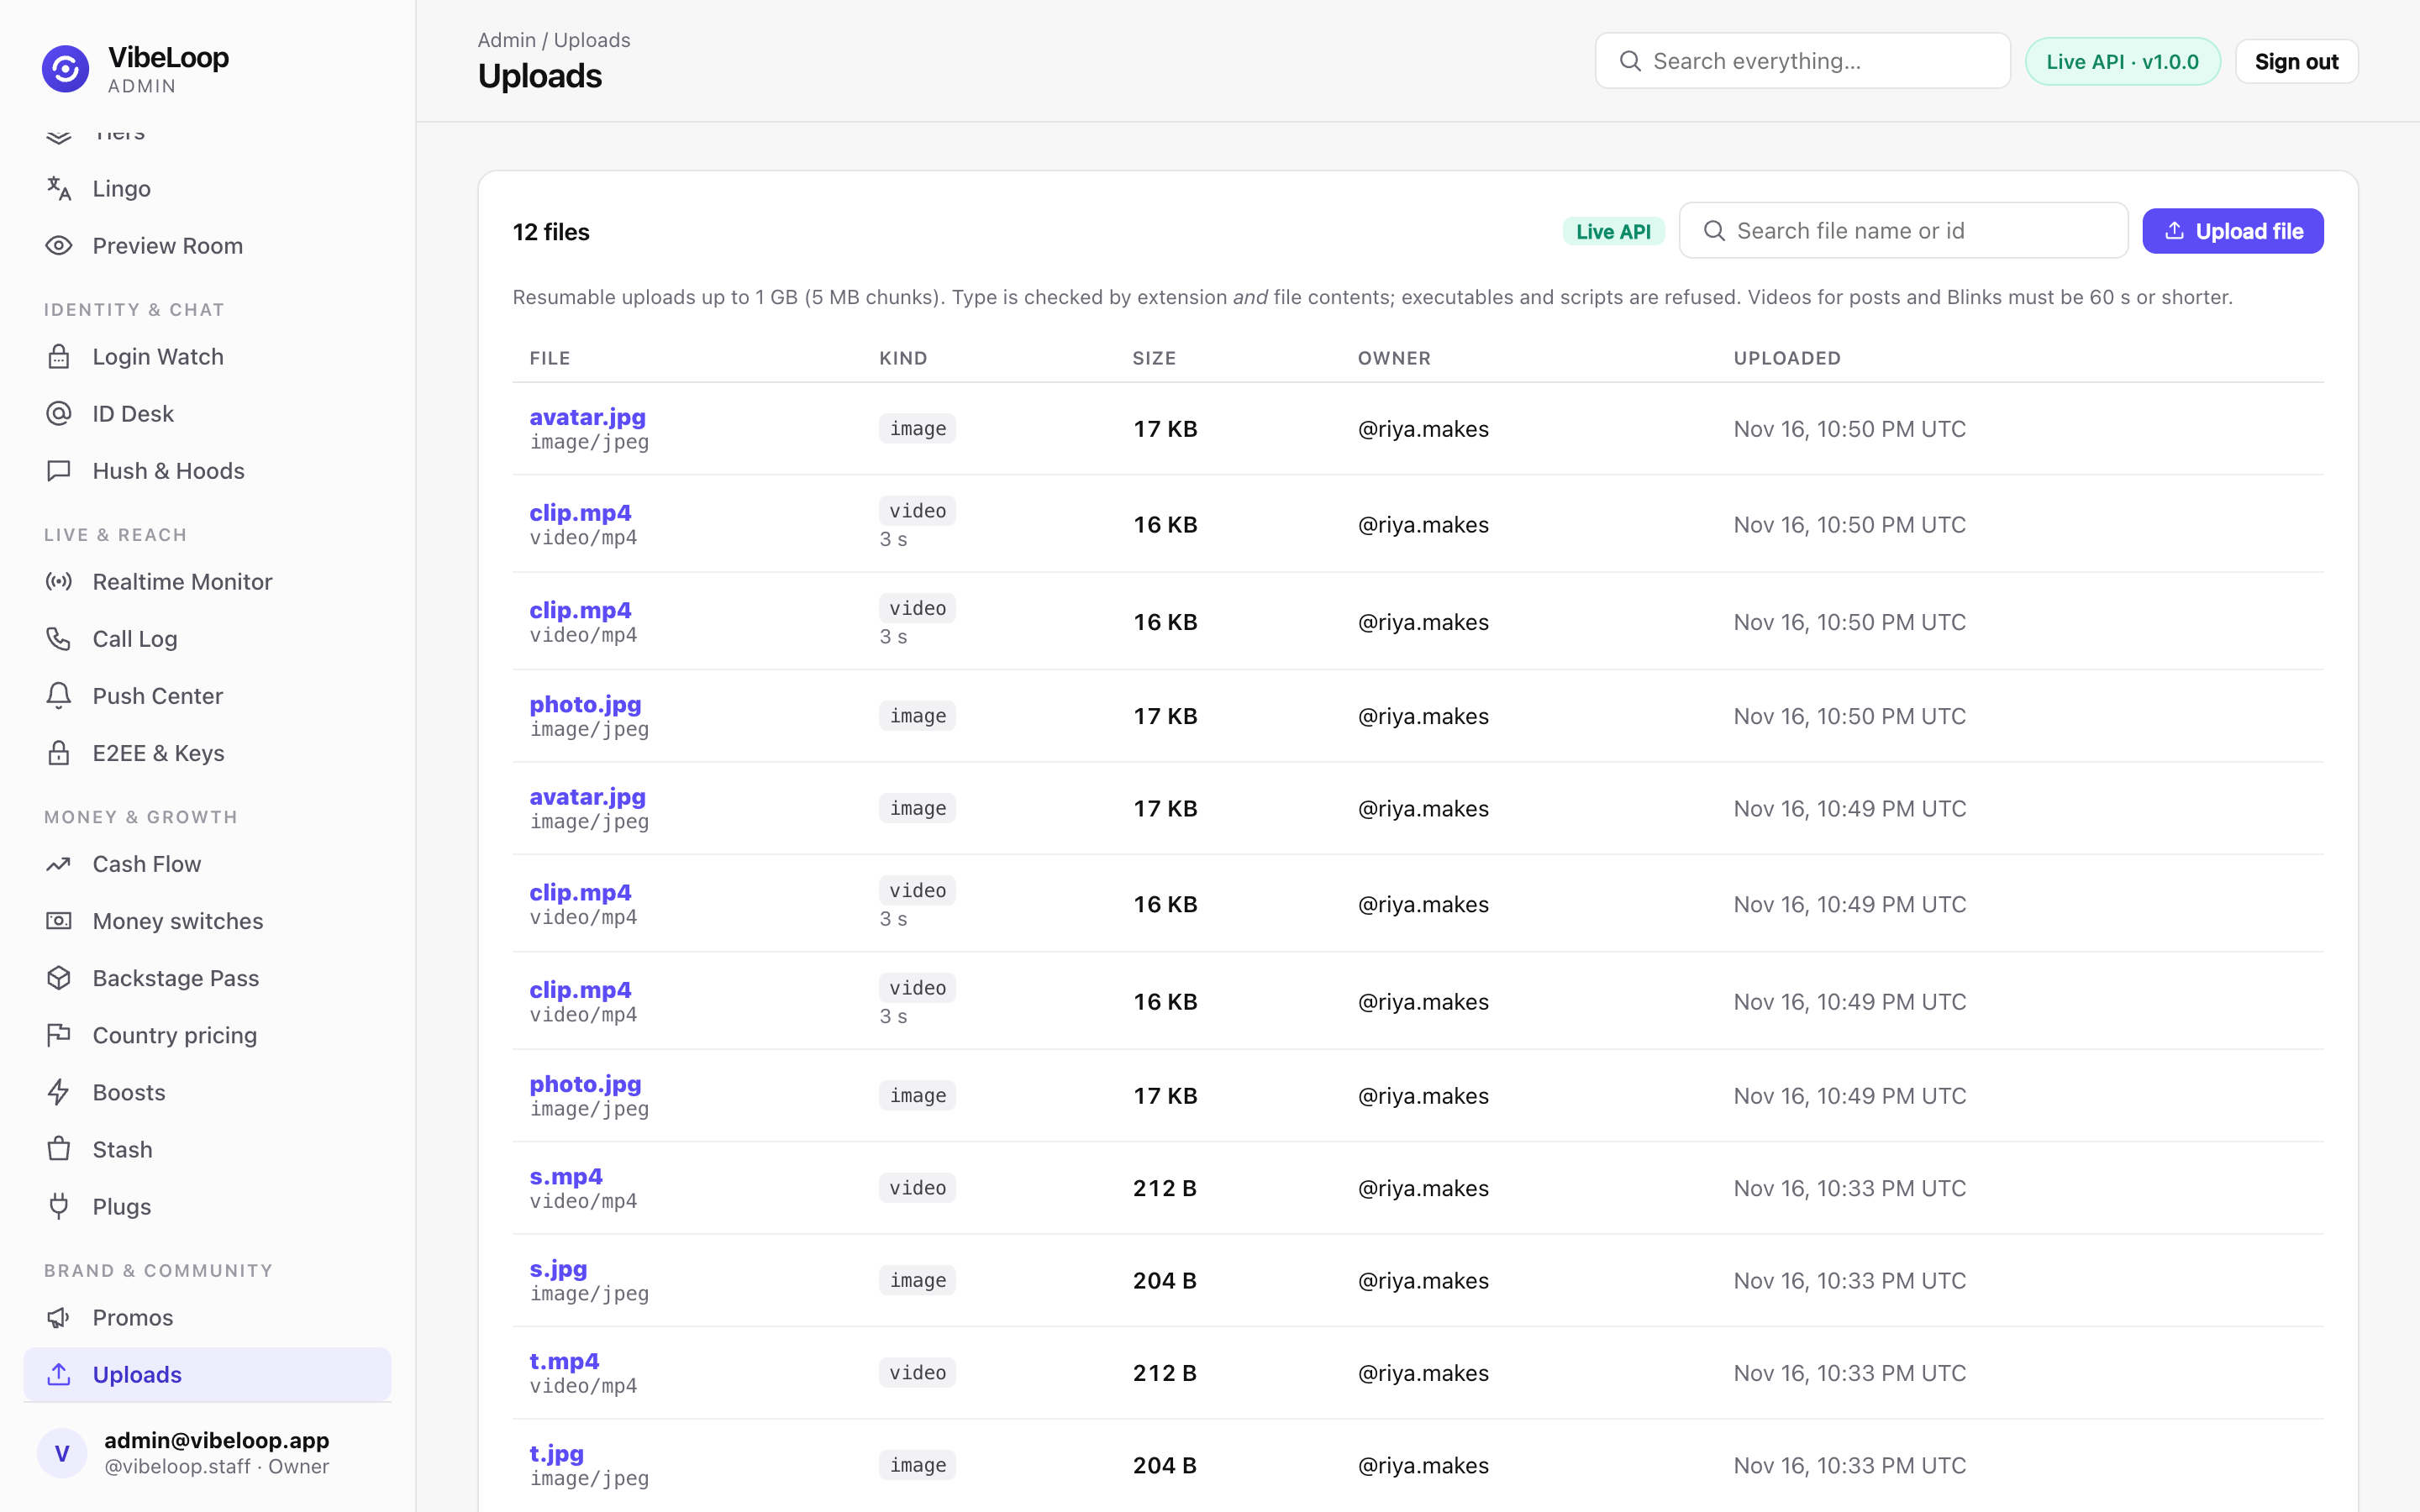 VibeLoop
ADMIN
Tiers
Lingo
Preview Room
IDENTITY & CHAT
Login Watch
ID Desk
Hush & Hoods
LIVE & REACH
Realtime Monitor
Call Log
Push Center
E2EE & Keys
MONEY & GROWTH
Cash Flow
Money switches
Backstage Pass
Country pricing
Boosts
Stash
Plugs
BRAND & COMMUNITY
Promos
Uploads
V
admin@vibeloop.app
@vibeloop.staff · Owner
Admin / Uploads
Uploads
Search everything...
Live API · v1.0.0
Sign out
12 files
Live API
Search file name or id
Upload file
Resumable uploads up to 1 GB (5 MB chunks). Type is checked by extension and file contents; executables and scripts are refused. Videos for posts and Blinks must be 60 s or shorter.
FILE KIND SIZE OWNER UPLOADED
avatar.jpg
image/jpeg
image
17 KB
@riya.makes
Nov 16, 10:50 PM UTC
clip.mp4
video/mp4
video
3 s
16 KB
@riya.makes
Nov 16, 10:50 PM UTC
clip.mp4
video/mp4
video
3 s
16 KB
@riya.makes
Nov 16, 10:50 PM UTC
photo.jpg
image/jpeg
image
17 KB
@riya.makes
Nov 16, 10:50 PM UTC
avatar.jpg
image/jpeg
image
17 KB
@riya.makes
Nov 16, 10:49 PM UTC
clip.mp4
video/mp4
video
3 s
16 KB
@riya.makes
Nov 16, 10:49 PM UTC
clip.mp4
video/mp4
video
3 s
16 KB
@riya.makes
Nov 16, 10:49 PM UTC
photo.jpg
image/jpeg
image
17 KB
@riya.makes
Nov 16, 10:49 PM UTC
s.mp4
video/mp4
video
212 B
@riya.makes
Nov 16, 10:33 PM UTC
s.jpg
image/jpeg
image
204 B
@riya.makes
Nov 16, 10:33 PM UTC
t.mp4
video/mp4
video
212 B
@riya.makes
Nov 16, 10:33 PM UTC
t.jpg
image/jpeg
image
204 B
@riya.makes
Nov 16, 10:33 PM UTC